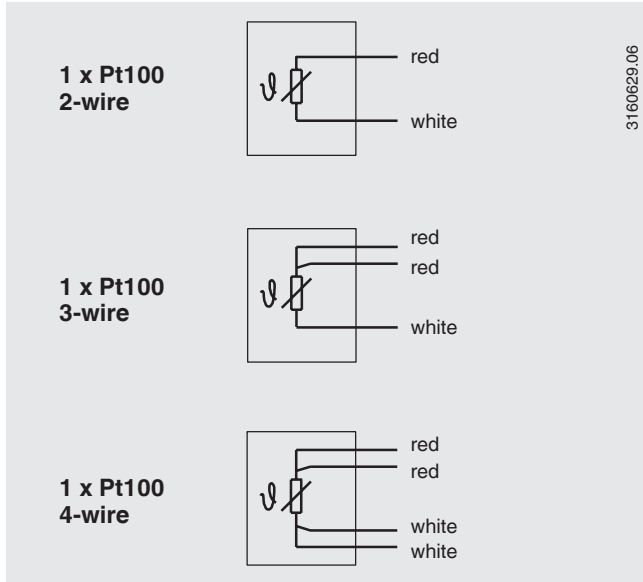 1 x Pt100
2-wire
ϑ
red
white
3160629.06
1 x Pt100
3-wire
ϑ
red
red
white
1 x Pt100
4-wire
ϑ
red
red
white
white